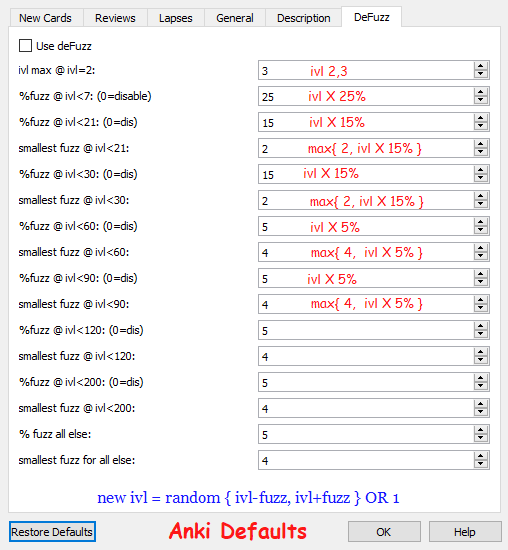 New Cards Reviews Lapses General Description DeFuzz
Use deFuzz
ivl max @ ivl=2: 3 ivl 2,3
%fuzz @ ivl<7: (0=disable) 25 ivl X 25%
%fuzz @ ivl<21: (0=dis) 15 ivl X 15%
smallest fuzz @ ivl<21: 2 max{ 2, ivl X 15% }
%fuzz @ ivl<30: (0=dis) 15 ivl X 15%
smallest fuzz @ ivl<30: 2 max{ 2, ivl X 15% }
%fuzz @ ivl<60: (0=dis) 5 ivl X 5%
smallest fuzz @ ivl<60: 4 max{ 4, ivl X 5% }
%fuzz @ ivl<90: (0=dis) 5 ivl X 5%
smallest fuzz @ ivl<90: 4 max{ 4, ivl X 5% }
%fuzz @ ivl<120: (0=dis) 5
smallest fuzz @ ivl<120: 4
%fuzz @ ivl<200: (0=dis) 5
smallest fuzz @ ivl<200: 4
% fuzz all else: 5
smallest fuzz for all else: 4
new ivl = random { ivl-fuzz, ivl+fuzz } OR 1
Restore Defaults Anki Defaults OK Help